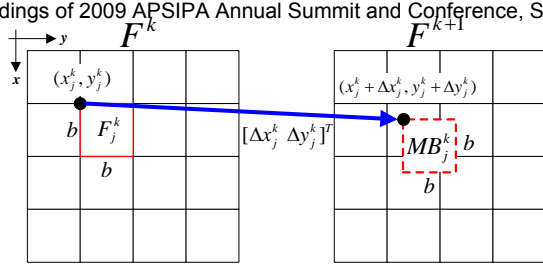 dings of 2009 APSIPA Annual Summit and Conference, S
y
x
F^k
F^{k+1}
(x_j^k, y_j^k)
(x_j^k + Δx_j^k, y_j^k + Δy_j^k)
b
F_j^k
b
[Δx_j^k Δy_j^k]^T
MB_j^k
b
b